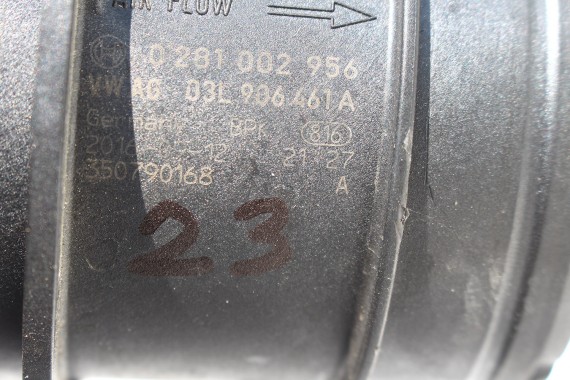 AIR FLOW
0 281 002 956
VW AG 03L 906 461 A
Germany BPK 816
21:27
350790168 A
23